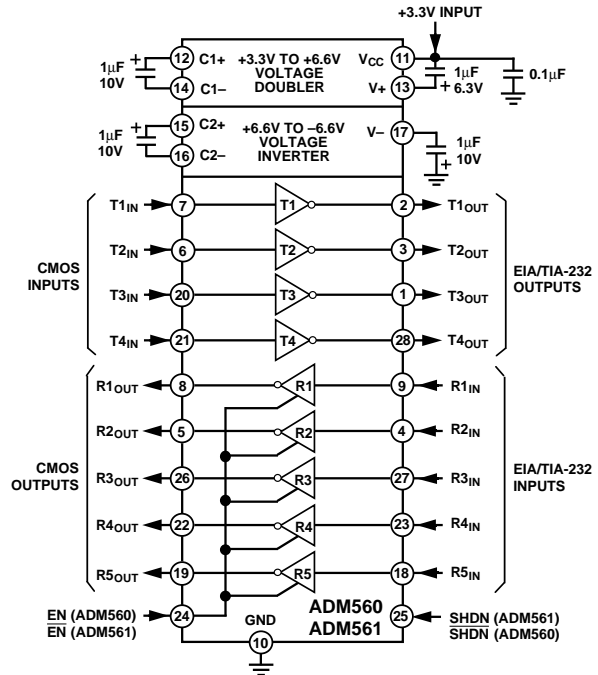 +3.3V INPUT
12 C1+ +3.3V TO +6.6V VOLTAGE DOUBLER VCC 11
1µF 10V +
14 C1– V+ 13
1µF 6.3V +
0.1µF
15 C2+ +6.6V TO –6.6V VOLTAGE INVERTER V– 17
1µF 10V +
16 C2–
1µF 10V +
T1IN 7 T1 2 T1OUT
T2IN 6 T2 3 T2OUT
CMOS INPUTS
EIA/TIA-232 OUTPUTS
T3IN 20 T3 1 T3OUT
T4IN 21 T4 28 T4OUT
R1OUT 8 R1 9 R1IN
R2OUT 5 R2 4 R2IN
CMOS OUTPUTS
EIA/TIA-232 INPUTS
R3OUT 26 R3 27 R3IN
R4OUT 22 R4 23 R4IN
R5OUT 19 R5 18 R5IN
EN (ADM560)
E̅N̅ (ADM561)
24
GND
10
ADM560
ADM561
25
SHDN (ADM561)
S̅H̅D̅N̅ (ADM560)